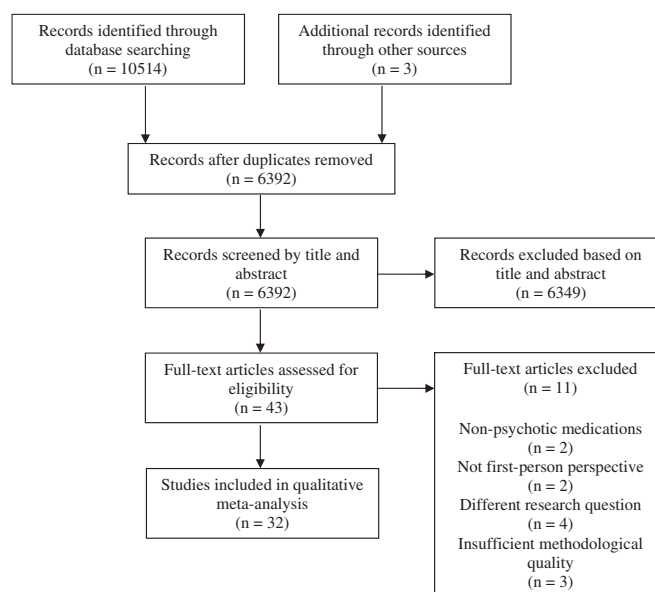 Records identified through
database searching
(n = 10514)
Additional records identified
through other sources
(n = 3)
Records after duplicates removed
(n = 6392)
Records screened by title and
abstract
(n = 6392)
Records excluded based on
title and abstract
(n = 6349)
Full-text articles assessed for
eligibility
(n = 43)
Full-text articles excluded
(n = 11)
Non-psychotic medications
(n = 2)
Not first-person perspective
(n = 2)
Different research question
(n = 4)
Insufficient methodological
quality
(n = 3)
Studies included in qualitative
meta-analysis
(n = 32)